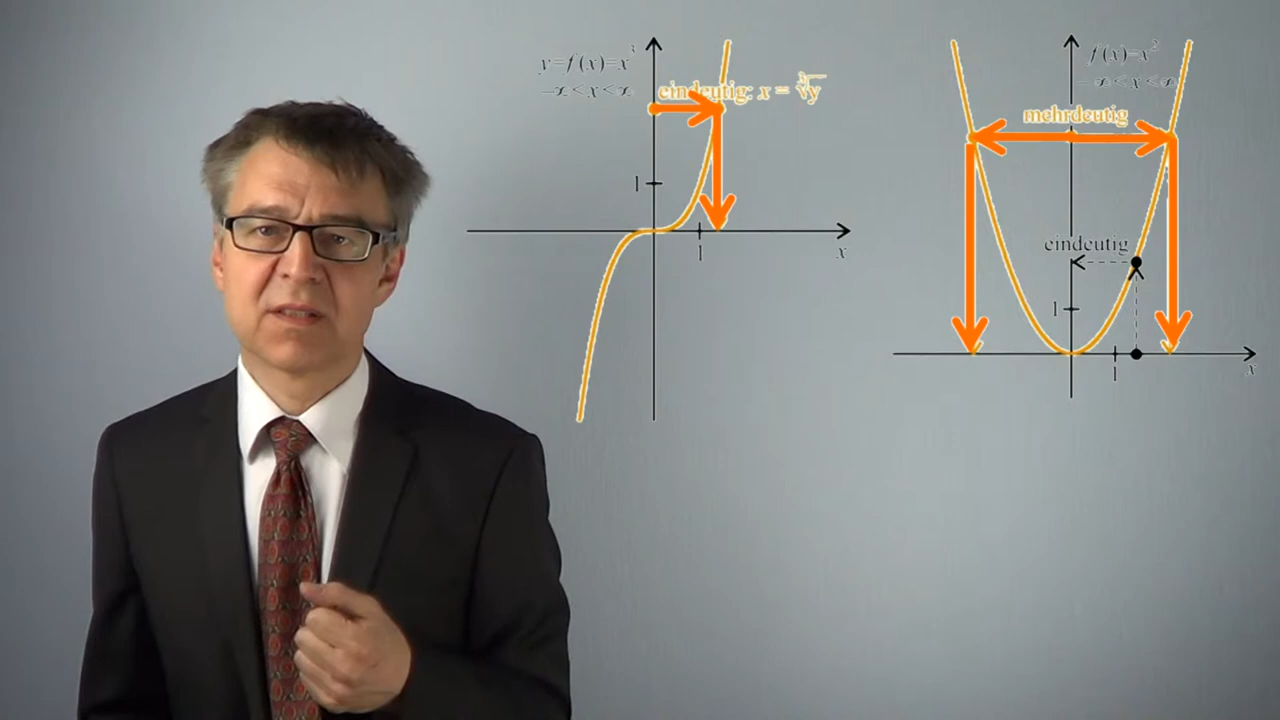 y=f(x)=x³
−∞<x<∞
eindeutig: x = ∛y
1
1
x
f(x)=x²
−∞<x<∞
mehrdeutig
eindeutig
1
1
x